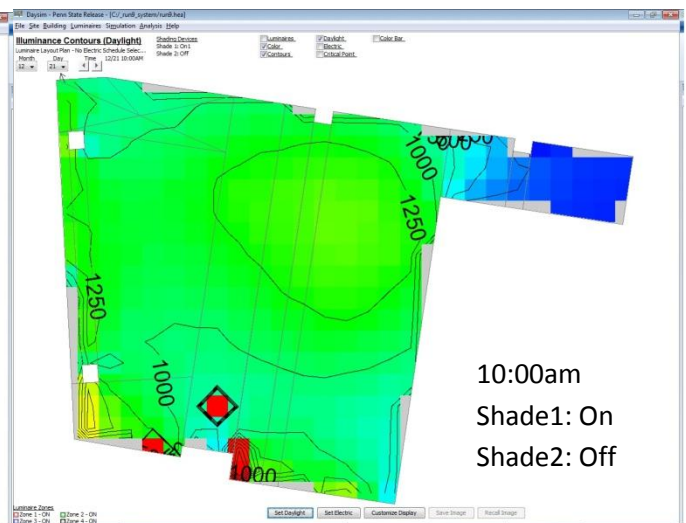 Daysim - Penn State Release - [C:/_run9_system/run9.hea]
File Site Building Luminaires Simulation Analysis Help
Illuminance Contours (Daylight)
Luminaire Layout Plan - No Electric Schedule Selec...
Month Day Time 12/21 10:00AM
12 21
Shading Devices
Shade 1: On1
Shade 2: Off
Luminaires Daylight Color Bar
Color Electric
Contours Critical Point
1000
1250
1250
1000
1000
10:00am
Shade1: On
Shade2: Off
Luminaire Zones
Zone 1 - ON Zone 2 - ON
Zone 3 - ON Zone 4 - ON
Set Daylight Set Electric Customize Display Save Image Recall Image